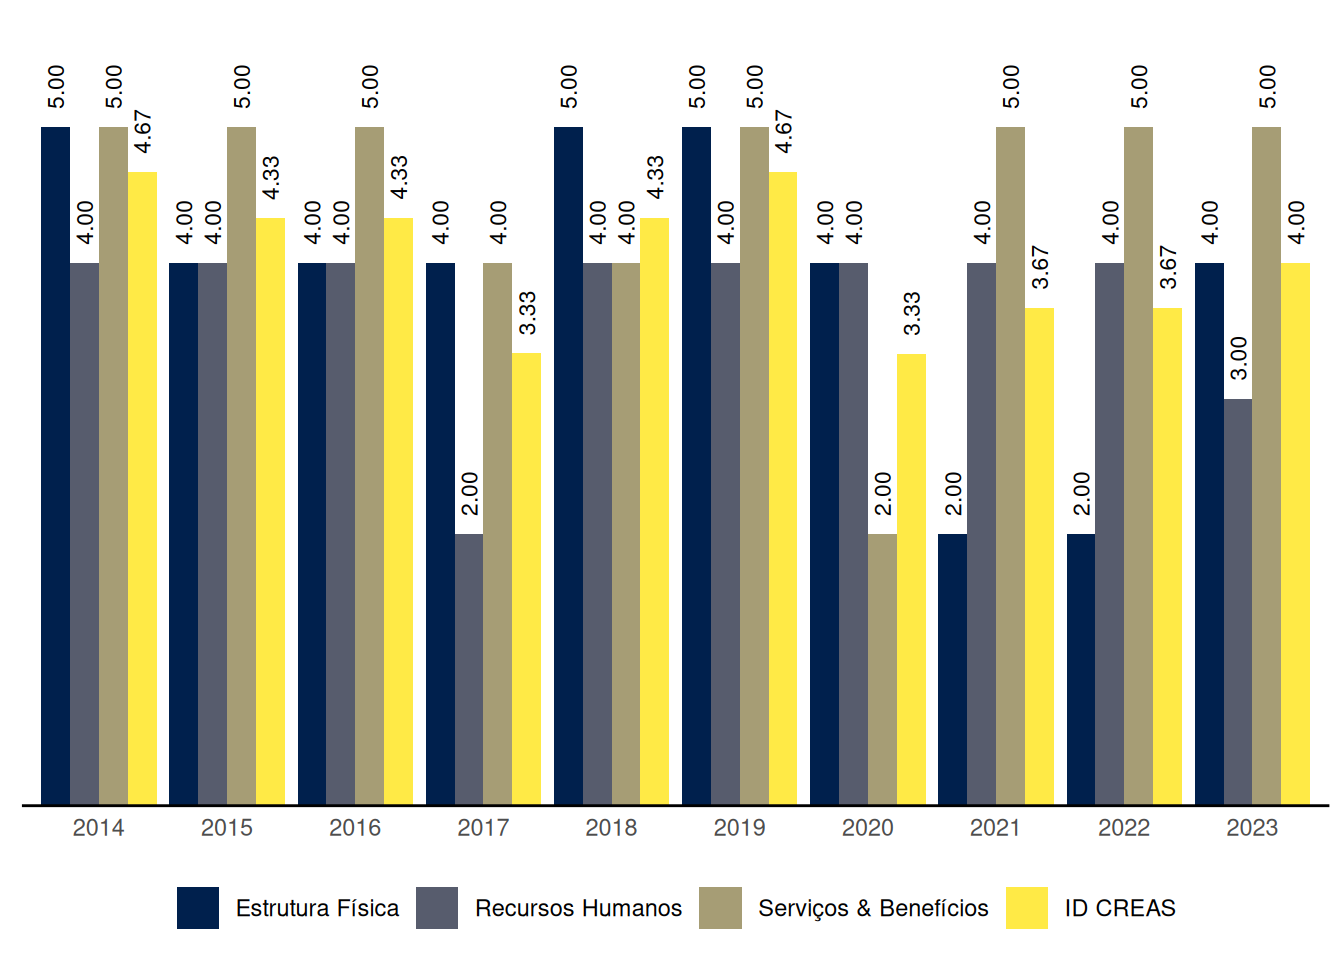 5.00 4.00 5.00 4.67 4.00 4.00 5.00 4.33 4.00 4.00 5.00 4.33 4.00 2.00 4.00 3.33 5.00 4.00 4.00 4.33 5.00 4.00 5.00 4.67 4.00 4.00 2.00 3.33 2.00 4.00 5.00 3.67 2.00 4.00 5.00 3.67 4.00 3.00 5.00 4.00
2014 2015 2016 2017 2018 2019 2020 2021 2022 2023
Estrutura Física Recursos Humanos Serviços & Benefícios ID CREAS